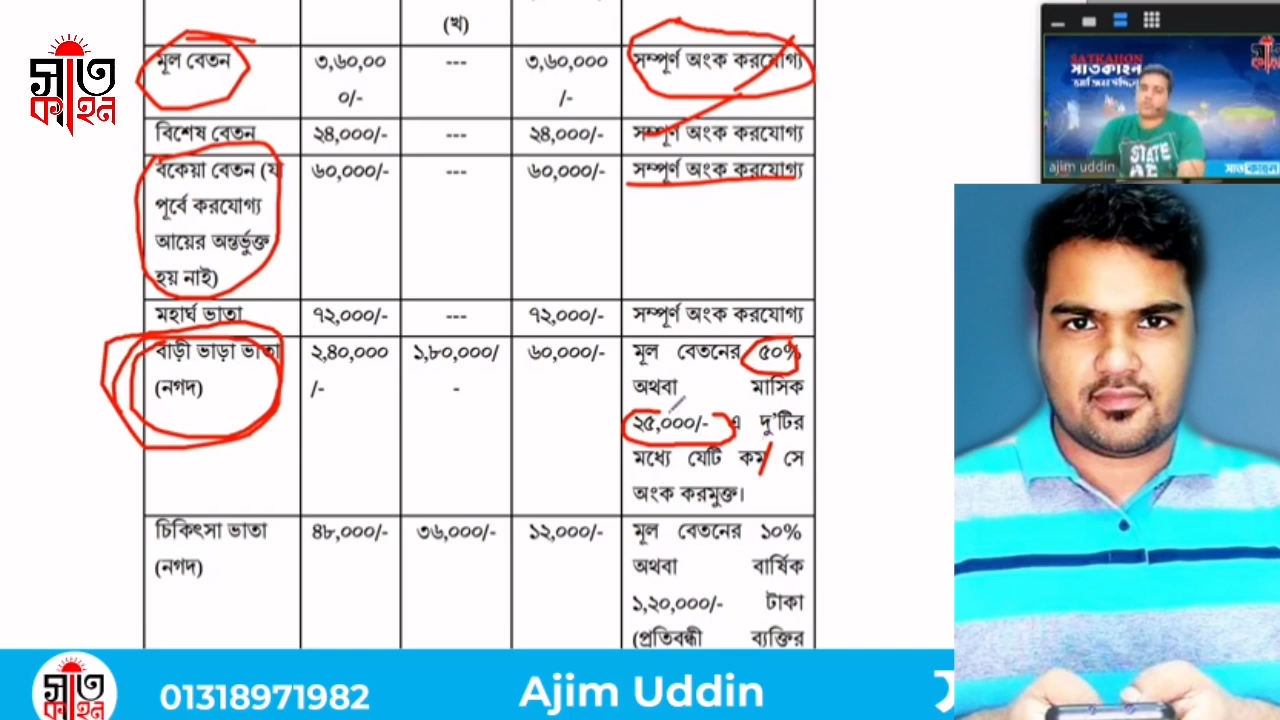 (খ)
মূল বেতন ৩,৬০,০০ --- ৩,৬০,০০০ সম্পূর্ণ অংক করযোগ্য
০/- /-
বিশেষ বেতন ২৪,০০০/- --- ২৪,০০০/- সম্পূর্ণ অংক করযোগ্য
বকেয়া বেতন (যা ৬০,০০০/- --- ৬০,০০০/- সম্পূর্ণ অংক করযোগ্য
পূর্বে করযোগ্য
আয়ের অন্তর্ভুক্ত
হয় নাই)
মহার্ঘ ভাতা ৭২,০০০/- --- ৭২,০০০/- সম্পূর্ণ অংক করযোগ্য
বাড়ী ভাড়া ভাতা ২,৪০,০০০ ১,৮০,০০০/ ৬০,০০০/- মূল বেতনের ৫০%
(নগদ) /- - অথবা মাসিক
২৫,০০০/- এ দু'টির
মধ্যে যেটি কম সে
অংক করমুক্ত।
চিকিৎসা ভাতা ৪৮,০০০/- ৩৬,০০০/- ১২,০০০/- মূল বেতনের ১০%
(নগদ) অথবা বার্ষিক
১,২০,০০০/- টাকা
(প্রতিবন্ধী ব্যক্তির
সাত
কাহন
SATKAHON
সাতকাহন
STATE
ajim uddin
সাতকাহন
সাত
কাহন
01318971982
Ajim Uddin